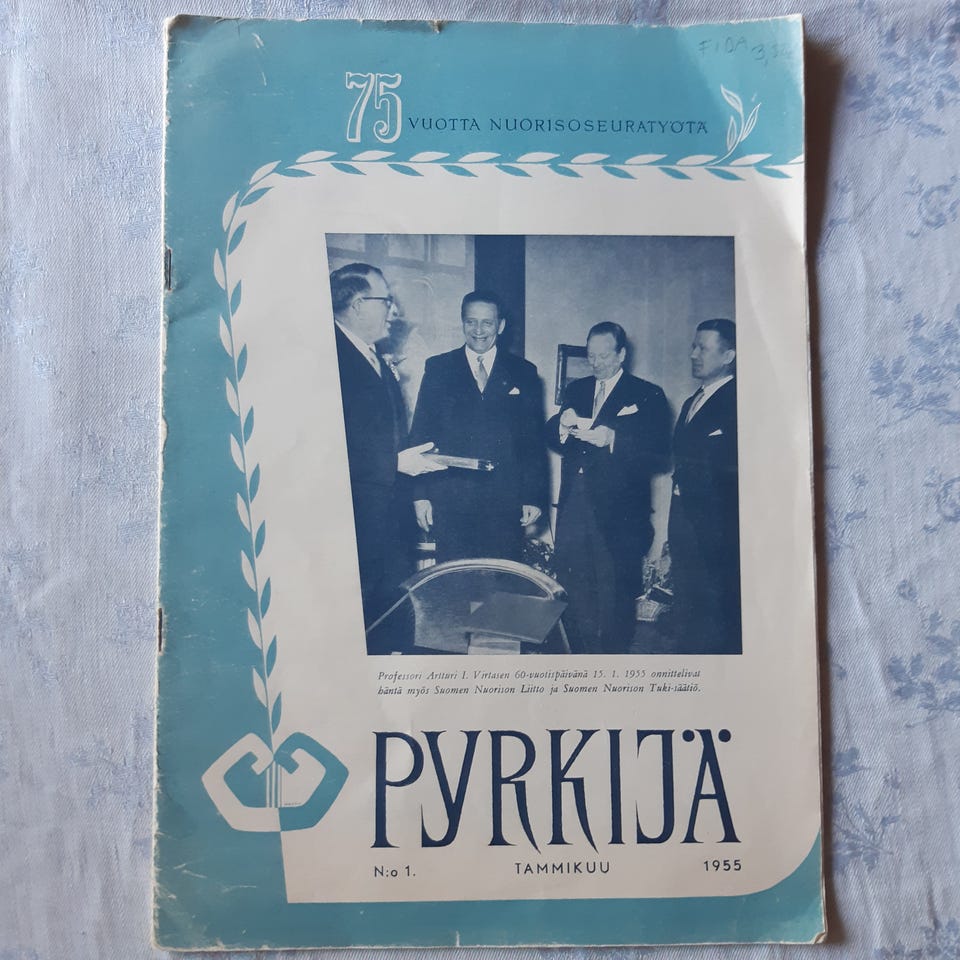 FIDA
75 VUOTTA NUORISOSEURATYÖTÄ
Professori Artturi I. Virtasen 60-vuotispäivänä 15. 1. 1955 onnittelivat
häntä myös Suomen Nuorison Liitto ja Suomen Nuorison Tuki-säätiö.
PYRKIJÄ
N:o 1. TAMMIKUU 1955